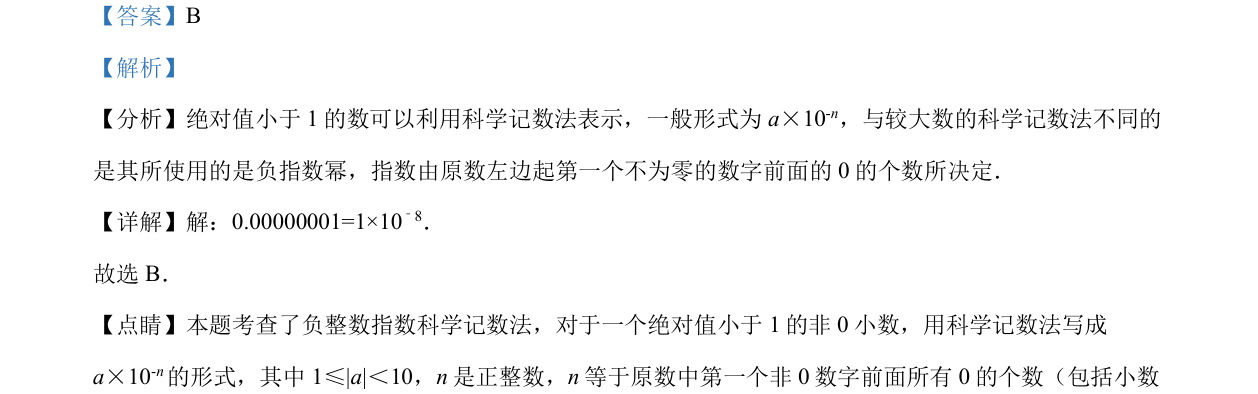 【答案】B
【解析】
【分析】绝对值小于 1 的数可以利用科学记数法表示，一般形式为 a×10⁻ⁿ，与较大数的科学记数法不同的
是其所使用的是负指数幂，指数由原数左边起第一个不为零的数字前面的 0 的个数所决定．
【详解】解：0.00000001=1×10⁻⁸．
故选 B．
【点睛】本题考查了负整数指数科学记数法，对于一个绝对值小于 1 的非 0 小数，用科学记数法写成
a×10⁻ⁿ 的形式，其中 1≤|a|＜10，n 是正整数，n 等于原数中第一个非 0 数字前面所有 0 的个数（包括小数